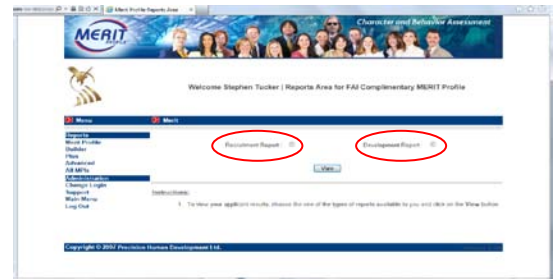 Merit Profile Reports Area
MERIT
PROFILE
Character and Behavior Assessment
Welcome Stephen Tucker | Reports Area for FAI Complimentary MERIT Profile
Menu
Merit
Reports
Merit Profile
Builder
Plus
Advanced
All MPIs
Administration
Change Login
Support
Main Menu
Log Out
Recruitment Report
Development Report
View
Instructions:
1. To view your applicant results, choose the one of the types of reports available to you and click on the View button
Copyright © 2007 Precision Human Development Ltd.